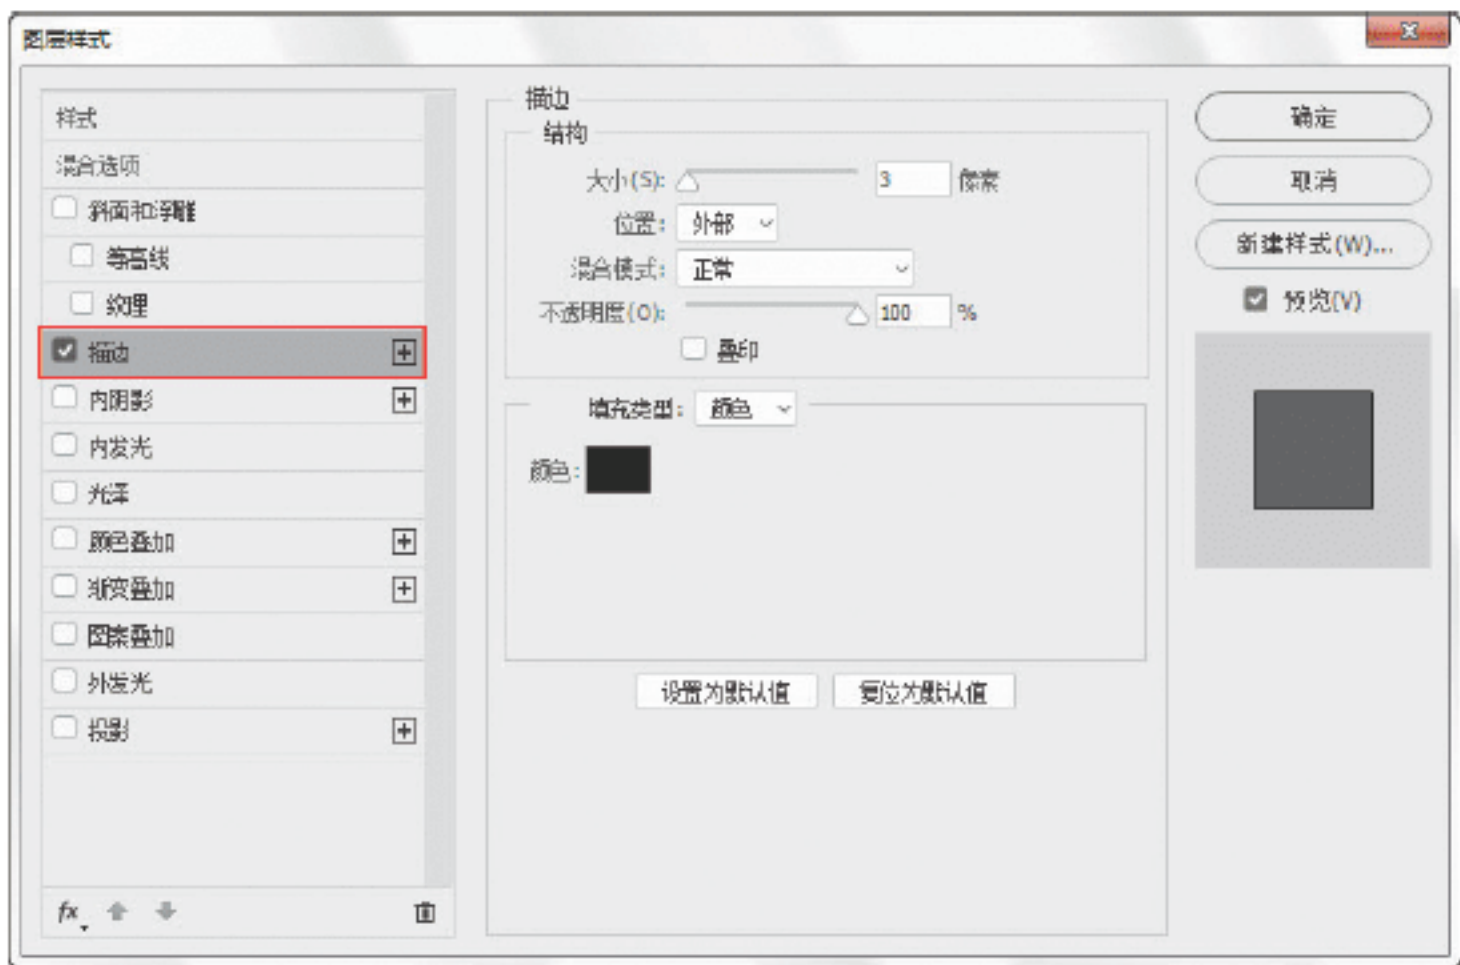 图层样式
样式
混合选项
斜面和浮雕
等高线
纹理
描边
内阴影
内发光
光泽
颜色叠加
渐变叠加
图案叠加
外发光
投影
fx
描边
结构
大小(S): 3 像素
位置: 外部
混合模式: 正常
不透明度(O): 100 %
叠印
填充类型: 颜色
颜色:
设置为默认值 复位为默认值
确定
取消
新建样式(W)...
预览(V)